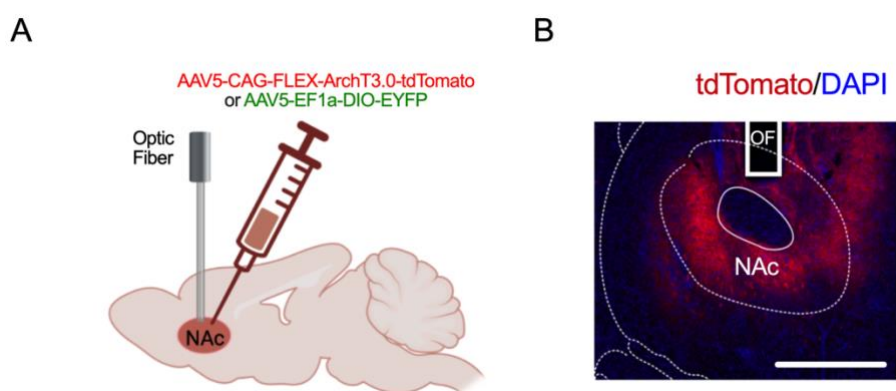 A
AAV5-CAG-FLEX-ArchT3.0-tdTomato
or AAV5-EF1a-DIO-EYFP
Optic
Fiber
NAc
B
tdTomato/DAPI
OF
NAc